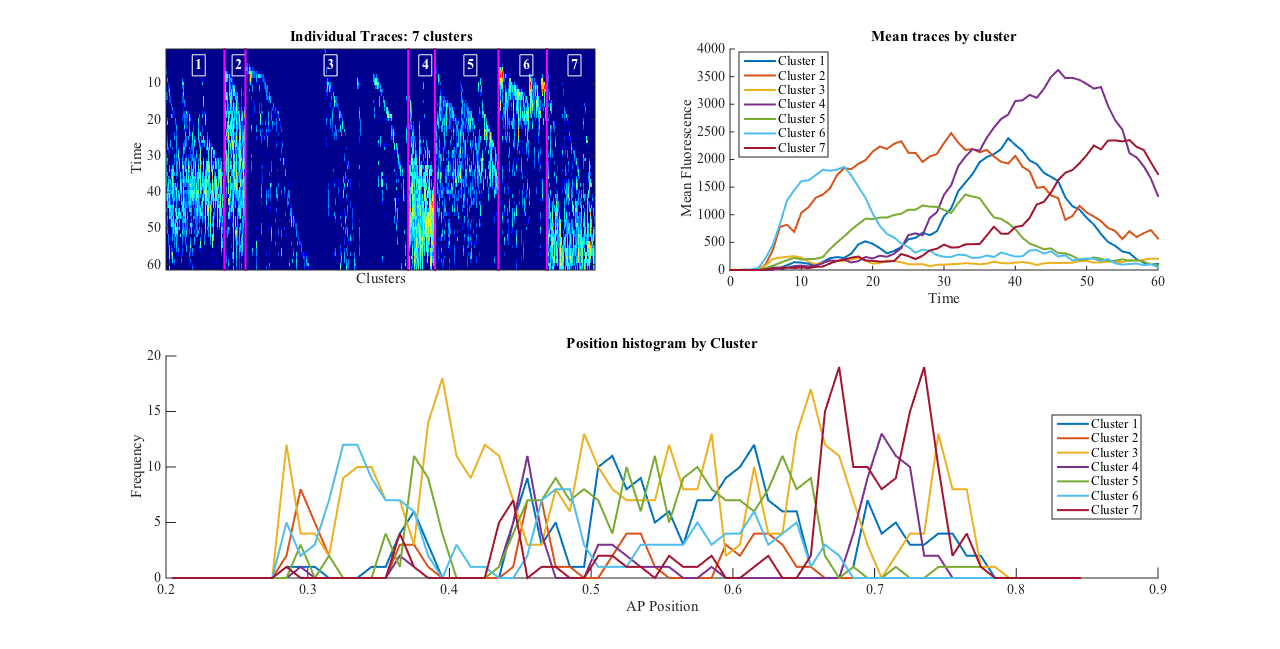 Individual Traces: 7 clusters
1 2 3 4 5 6 7
10
20
30
40
50
60
Time
Clusters
Mean traces by cluster
4000
3500
3000
2500
2000
1500
1000
500
0
Mean Fluorescence
Cluster 1
Cluster 2
Cluster 3
Cluster 4
Cluster 5
Cluster 6
Cluster 7
0 10 20 30 40 50 60
Time
Position histogram by Cluster
20
15
10
5
0
Frequency
Cluster 1
Cluster 2
Cluster 3
Cluster 4
Cluster 5
Cluster 6
Cluster 7
0.2 0.3 0.4 0.5 0.6 0.7 0.8 0.9
AP Position